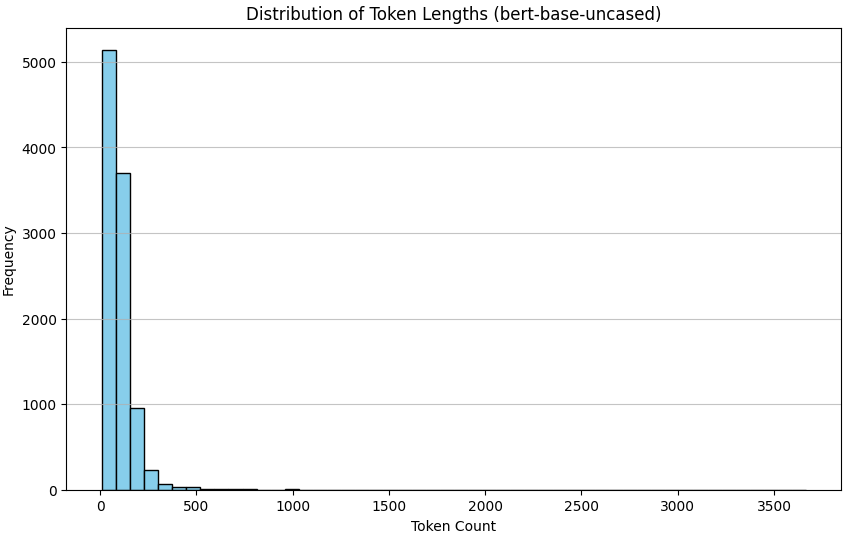 Distribution of Token Lengths (bert-base-uncased)
5000
4000
3000
2000
1000
0
Frequency
0 500 1000 1500 2000 2500 3000 3500
Token Count